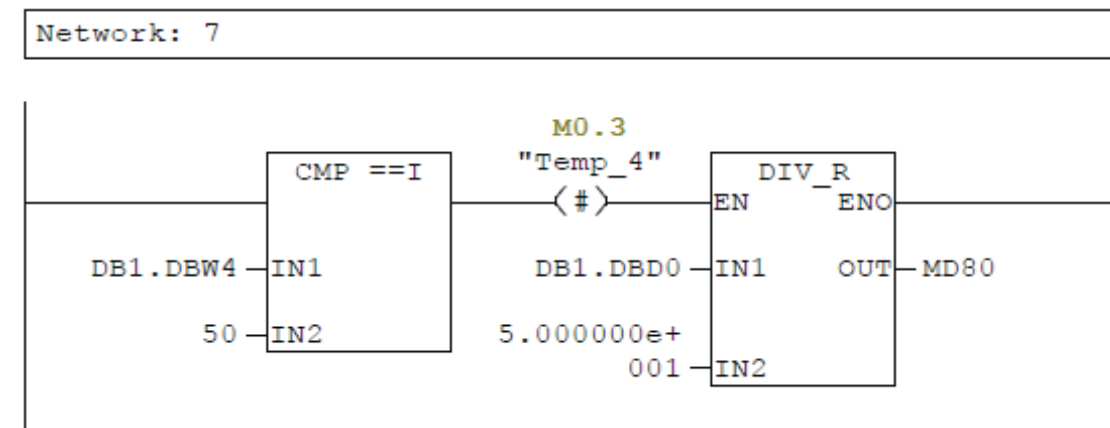 Network: 7
M0.3
"Temp_4"
CMP ==I
DIV_R
(#)
EN ENO
DB1.DBW4 IN1
DB1.DBD0 IN1 OUT MD80
50 IN2
5.000000e+
001 IN2